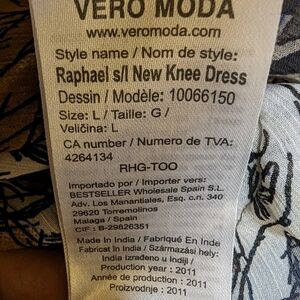 VERO MODA
www.veromoda.com
Style name / Nom de style:
Raphael s/l New Knee Dress
Dessin / Modèle: 10066150
Size: L / Taille: G /
Veličina: L
CA number / Numero de TVA:
4264134
RHG-TOO
Importado por / Importer vers:
BESTSELLER Wholesale Spain S.L.
Adv. Los Manantiales, Esq. c.n. 340
29620 Torremolinos
Malaga / Spain
CIF : B-29826351
Made In India / Fabriqué En Inde
Fabricat In India / Származási hely:
India izrađeno u Indiji /
Production year : 2011
Année de production : 2011
Proizvodnje : 2011